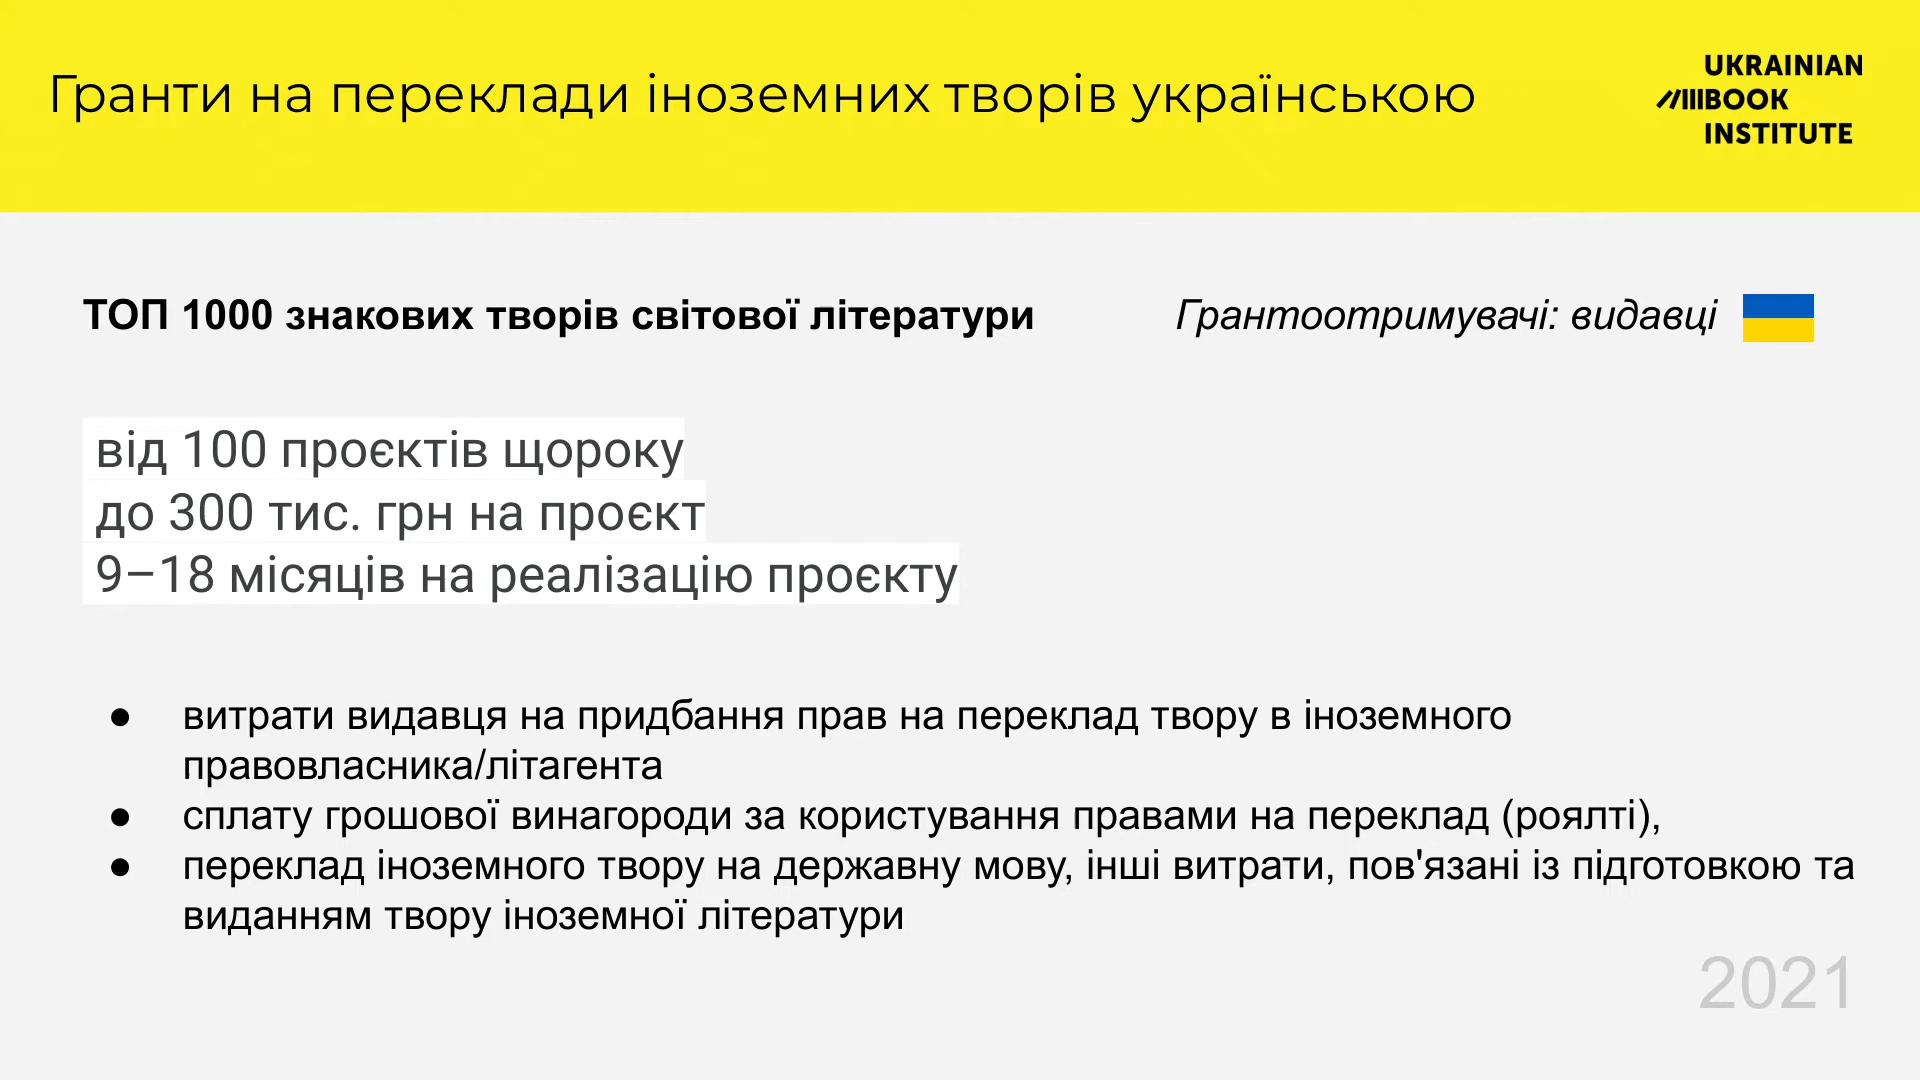 Гранти на переклади іноземних творів українською
UKRAINIAN
BOOK
INSTITUTE
ТОП 1000 знакових творів світової літератури
Грантоотримувачі: видавці
від 100 проєктів щороку
до 300 тис. грн на проєкт
9–18 місяців на реалізацію проєкту
● витрати видавця на придбання прав на переклад твору в іноземного
правовласника/літагента
● сплату грошової винагороди за користування правами на переклад (роялті),
● переклад іноземного твору на державну мову, інші витрати, пов'язані із підготовкою та
виданням твору іноземної літератури
2021